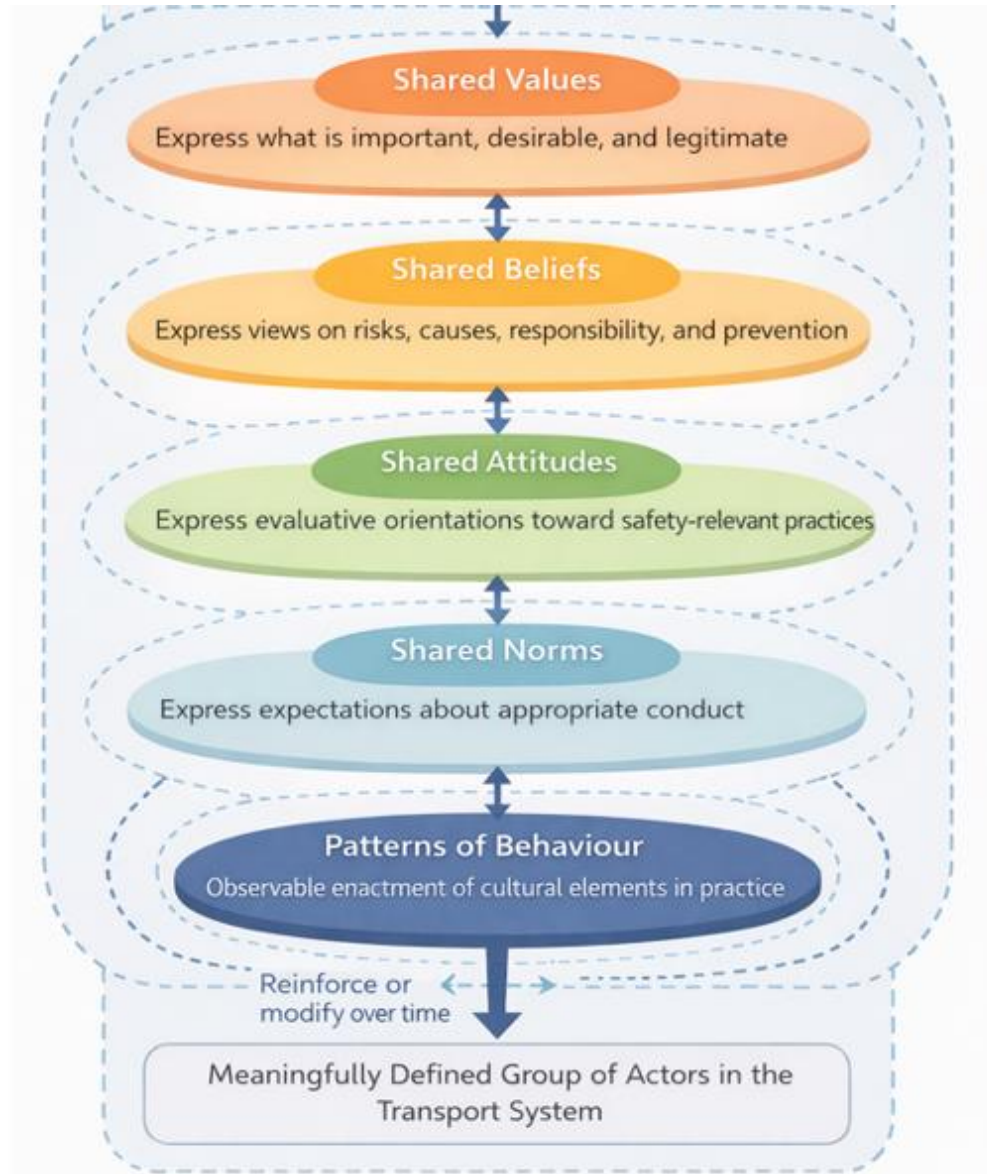 Shared Values
Express what is important, desirable, and legitimate
Shared Beliefs
Express views on risks, causes, responsibility, and prevention
Shared Attitudes
Express evaluative orientations toward safety-relevant practices
Shared Norms
Express expectations about appropriate conduct
Patterns of Behaviour
Observable enactment of cultural elements in practice
Reinforce or
modify over time
Meaningfully Defined Group of Actors in the
Transport System